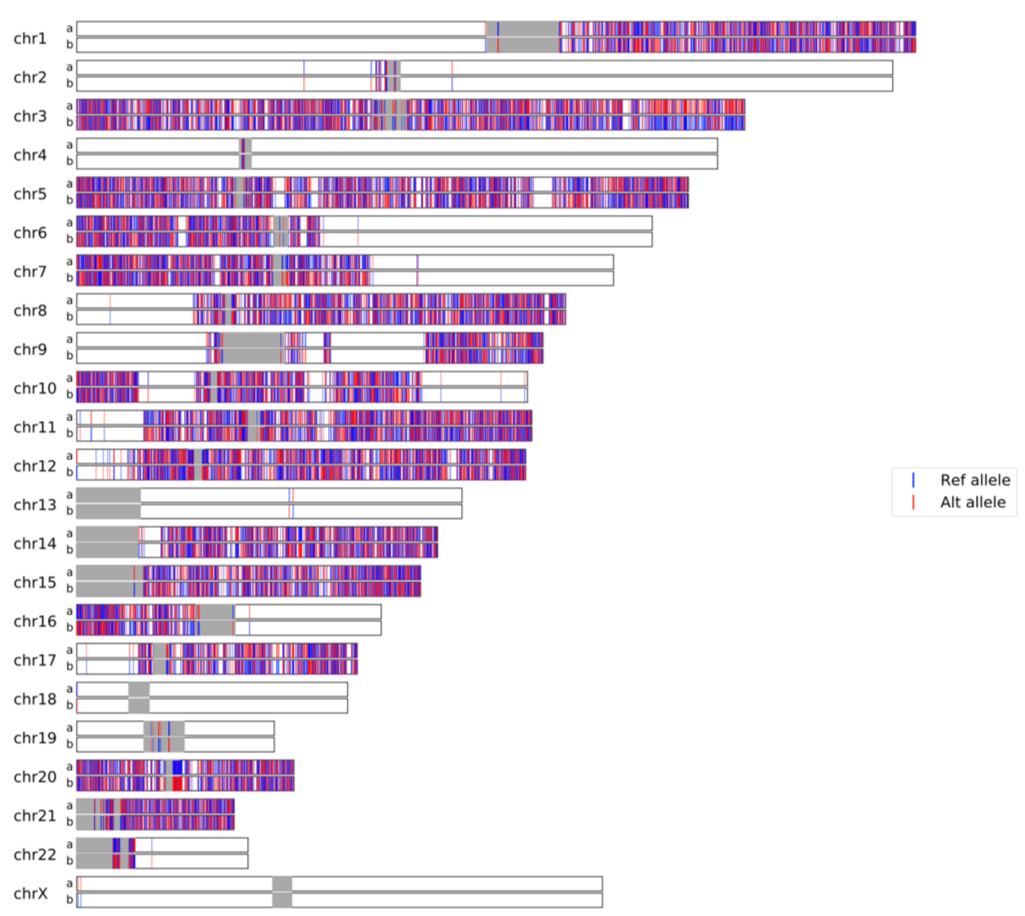 chr1 a
b
chr2 a
b
chr3 a
b
chr4 a
b
chr5 a
b
chr6 a
b
chr7 a
b
chr8 a
b
chr9 a
b
chr10 a
b
chr11 a
b
chr12 a
b
Ref allele
Alt allele
chr13 a
b
chr14 a
b
chr15 a
b
chr16 a
b
chr17 a
b
chr18 a
b
chr19 a
b
chr20 a
b
chr21 a
b
chr22 a
b
chrX a
b